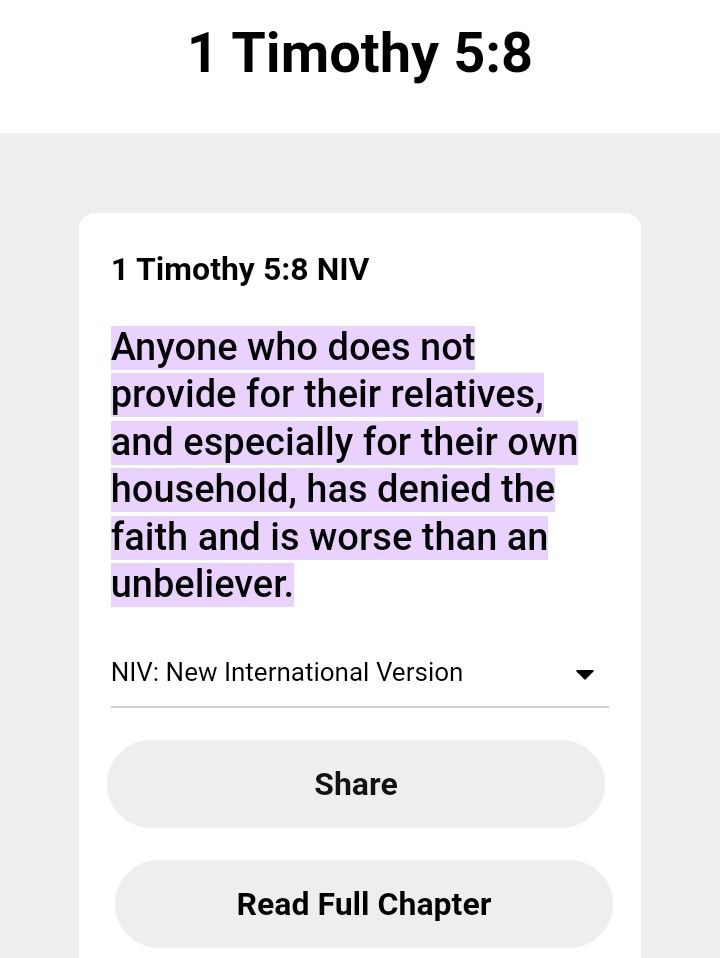 1 Timothy 5:8
1 Timothy 5:8 NIV
Anyone who does not
provide for their relatives,
and especially for their own
household, has denied the
faith and is worse than an
unbeliever.
NIV: New International Version
Share
Read Full Chapter